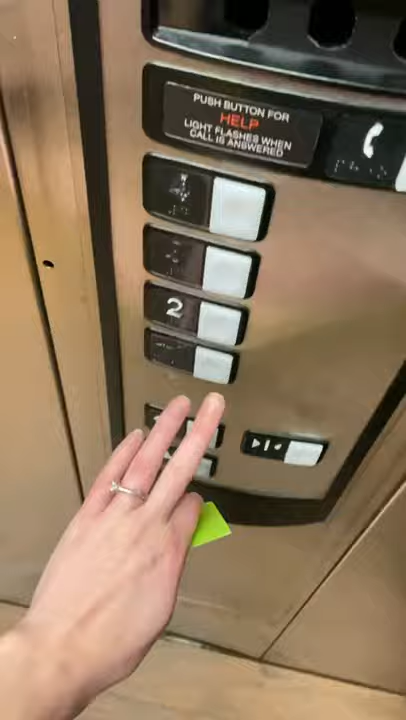 PUSH BUTTON FOR
HELP
LIGHT FLASHES WHEN
CALL IS ANSWERED
2